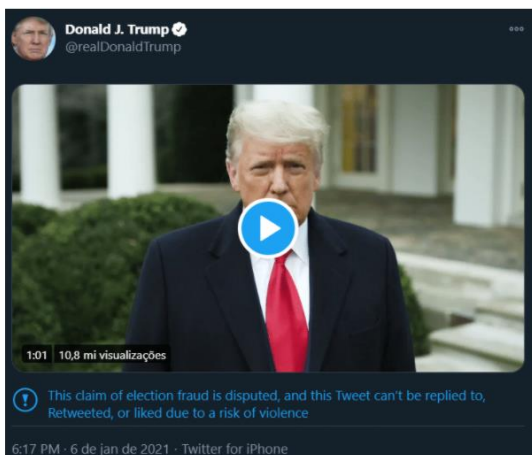 Donald J. Trump
@realDonaldTrump
1:01 10,8 mi visualizações
This claim of election fraud is disputed, and this Tweet can't be replied to,
Retweeted, or liked due to a risk of violence
6:17 PM · 6 de jan de 2021 · Twitter for iPhone